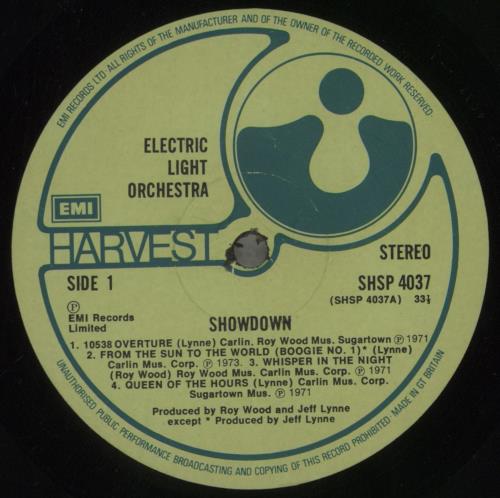 EMI RECORDS LTD. ALL RIGHTS OF THE MANUFACTURER AND OF THE OWNER OF THE RECORDED WORK RESERVED.
ELECTRIC
LIGHT
ORCHESTRA
EMI
HARVEST
STEREO
SIDE 1
SHSP 4037
(SHSP 4037A) 33⅓
Ⓟ
EMI Records
Limited
SHOWDOWN
1. 10538 OVERTURE (Lynne) Carlin. Roy Wood Mus. Sugartown Ⓟ 1971
2. FROM THE SUN TO THE WORLD (BOOGIE NO. 1)* (Lynne)
Carlin Mus. Corp. Ⓟ 1973. 3. WHISPER IN THE NIGHT
(Roy Wood) Roy Wood Mus. Carlin Mus. Corp. Ⓟ 1971
4. QUEEN OF THE HOURS (Lynne) Carlin Mus. Corp.
Sugartown Mus. Ⓟ 1971
Produced by Roy Wood and Jeff Lynne
except * Produced by Jeff Lynne
UNAUTHORISED PUBLIC PERFORMANCE BROADCASTING AND COPYING OF THIS RECORD PROHIBITED · MADE IN GT BRITAIN